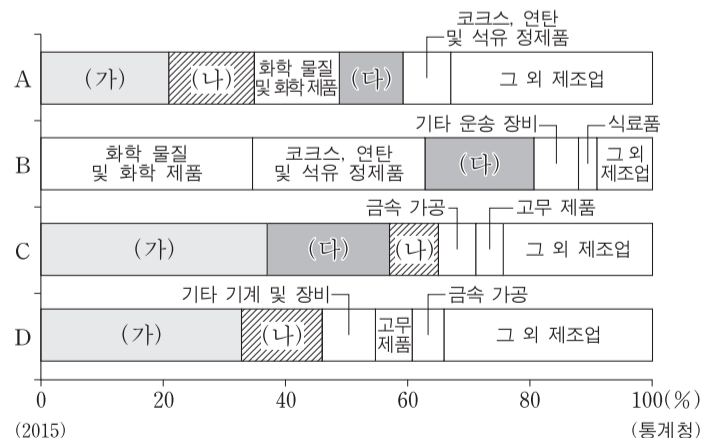 코크스, 연탄
및 석유 정제품
A
(가)
(나)
화학 물질
및 화학 제품
(다)
그 외 제조업
기타 운송 장비
식료품
B
화학 물질
및 화학 제품
코크스, 연탄
및 석유 정제품
(다)
그 외
제조업
금속 가공
고무 제품
C
(가)
(다)
(나)
그 외 제조업
기타 기계 및 장비
금속 가공
D
(가)
(나)
고무
제품
그 외 제조업
0
20
40
60
80
100(%)
(2015)
(통계청)